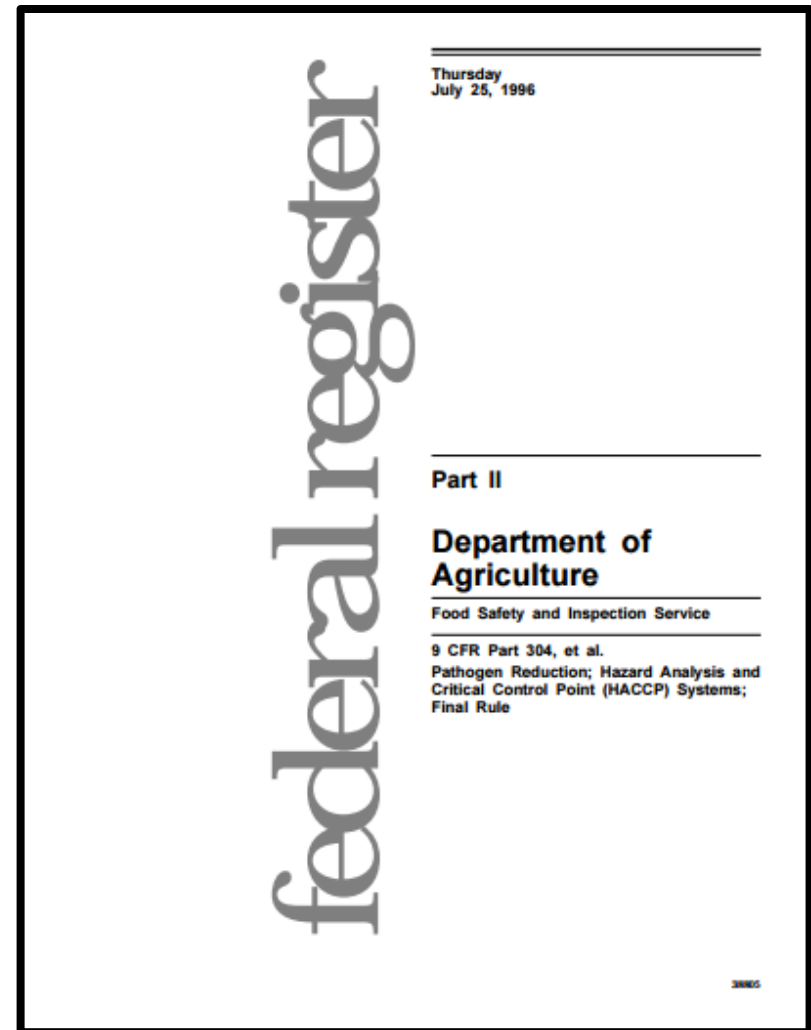 federal register
Thursday
July 25, 1996
Part II
Department of
Agriculture
Food Safety and Inspection Service
9 CFR Part 304, et al.
Pathogen Reduction; Hazard Analysis and
Critical Control Point (HACCP) Systems;
Final Rule
38805